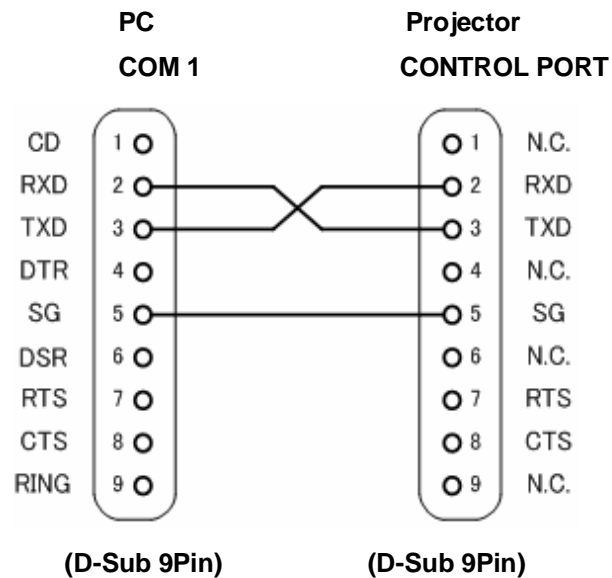 PC Projector
COM 1 CONTROL PORT
CD 1 1 N.C.
RXD 2 2 RXD
TXD 3 3 TXD
DTR 4 4 N.C.
SG 5 5 SG
DSR 6 6 N.C.
RTS 7 7 RTS
CTS 8 8 CTS
RING 9 9 N.C.
(D-Sub 9Pin) (D-Sub 9Pin)